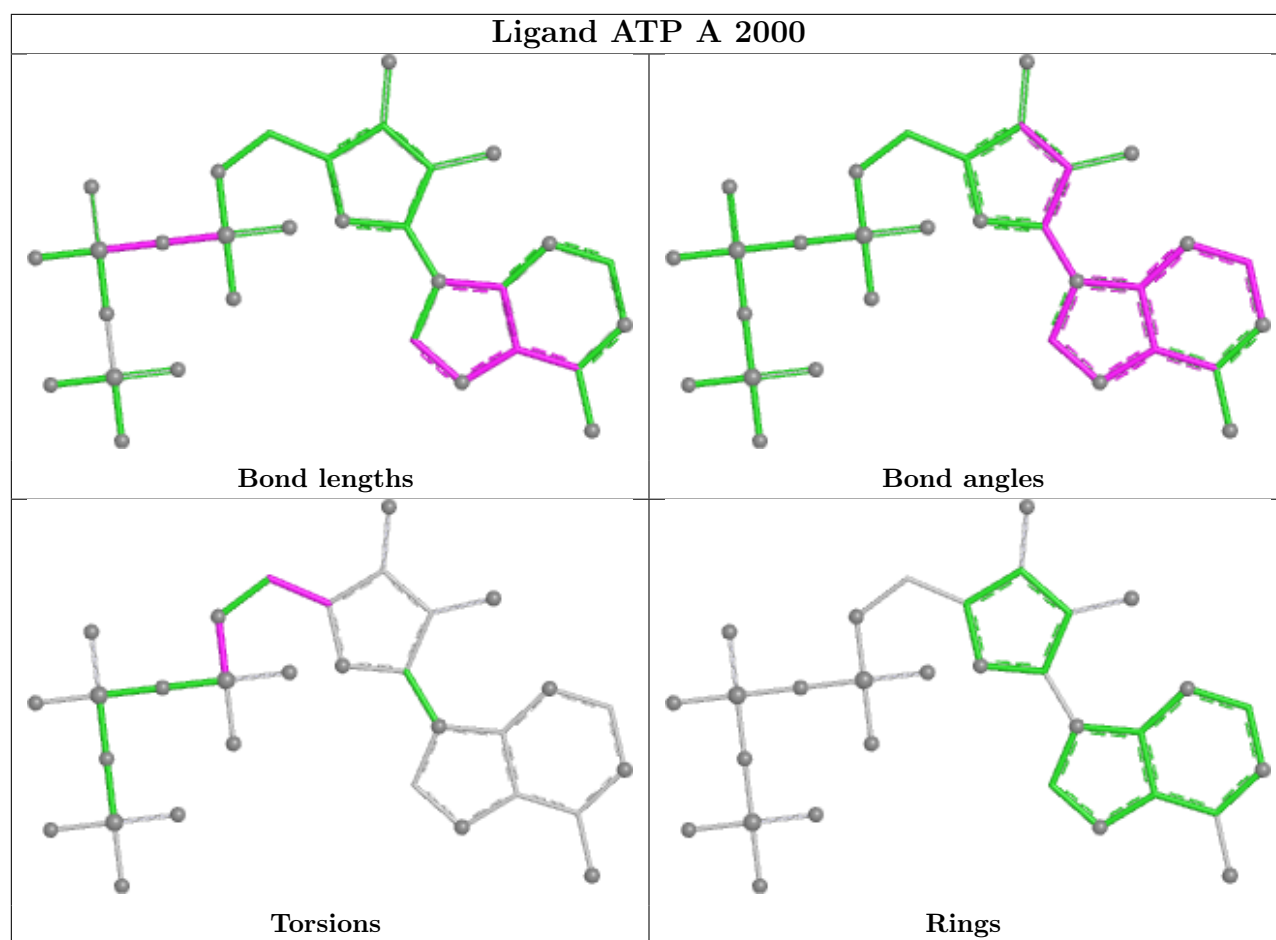 Ligand ATP A 2000
Bond lengths
Bond angles
Torsions
Rings